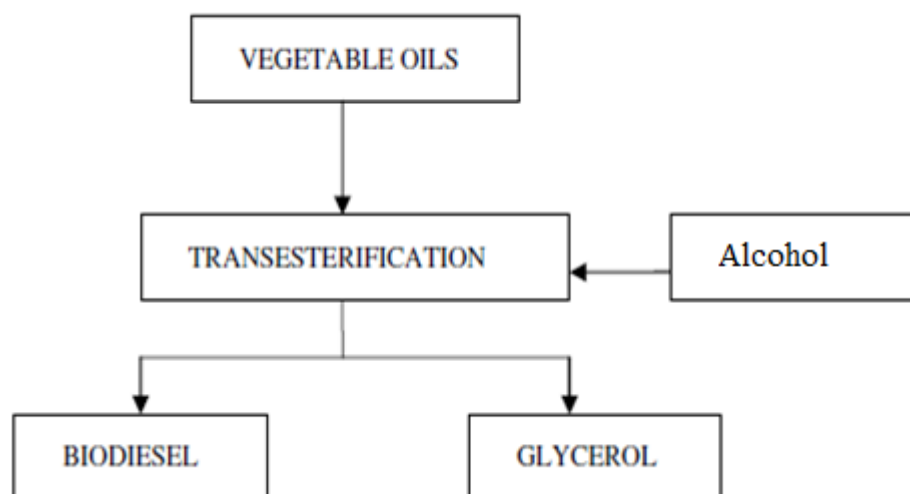 VEGETABLE OILS
TRANSESTERIFICATION
Alcohol
BIODIESEL
GLYCEROL